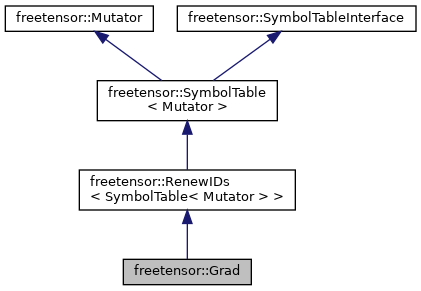 freetensor::Mutator
freetensor::SymbolTableInterface
freetensor::SymbolTable
< Mutator >
freetensor::RenewIDs
< SymbolTable< Mutator > >
freetensor::Grad